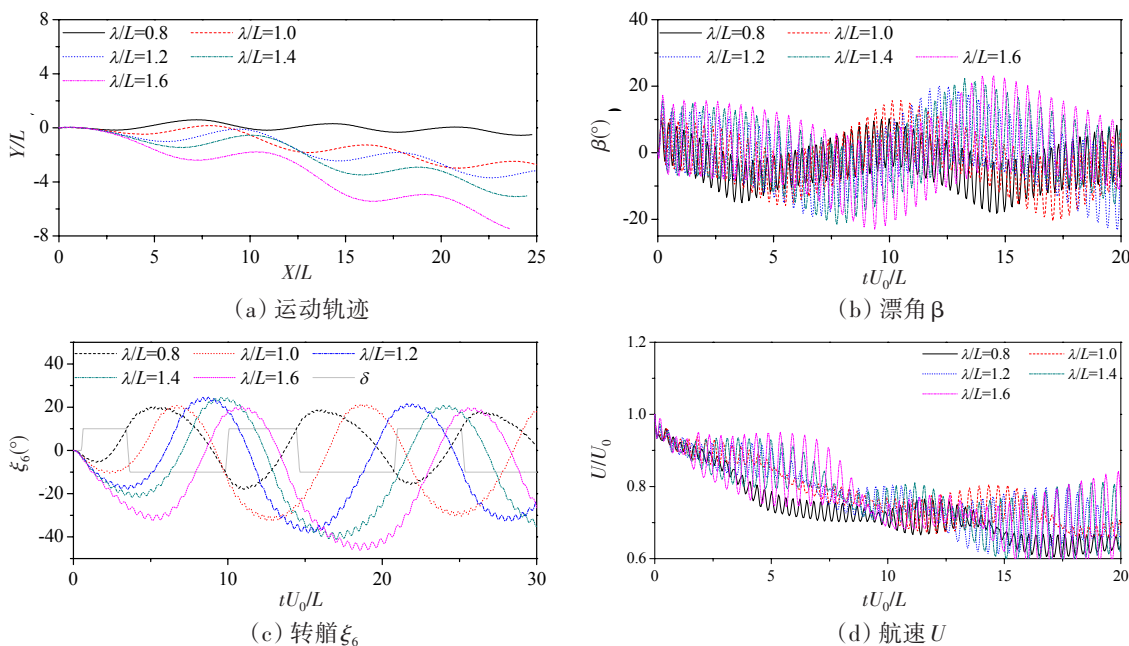 8
4
0
-4
-8
Y/L
λ/L=0.8 λ/L=1.0
λ/L=1.2 λ/L=1.4
λ/L=1.6
0 5 10 15 20 25
X/L
(a) 运动轨迹
40
20
0
-20
β(°)
λ/L=0.8 λ/L=1.0
λ/L=1.2 λ/L=1.4 λ/L=1.6
0 5 10 15 20
tU₀/L
(b) 漂角β
40
20
0
-20
-40
ξ₆(°)
λ/L=0.8 λ/L=1.0 λ/L=1.2
λ/L=1.4 λ/L=1.6 δ
0 10 20 30
tU₀/L
(c) 转艏ξ₆
1.2
1.0
0.8
0.6
U/U₀
λ/L=0.8 λ/L=1.0
λ/L=1.2 λ/L=1.4
λ/L=1.6
0 5 10 15 20
tU₀/L
(d) 航速U